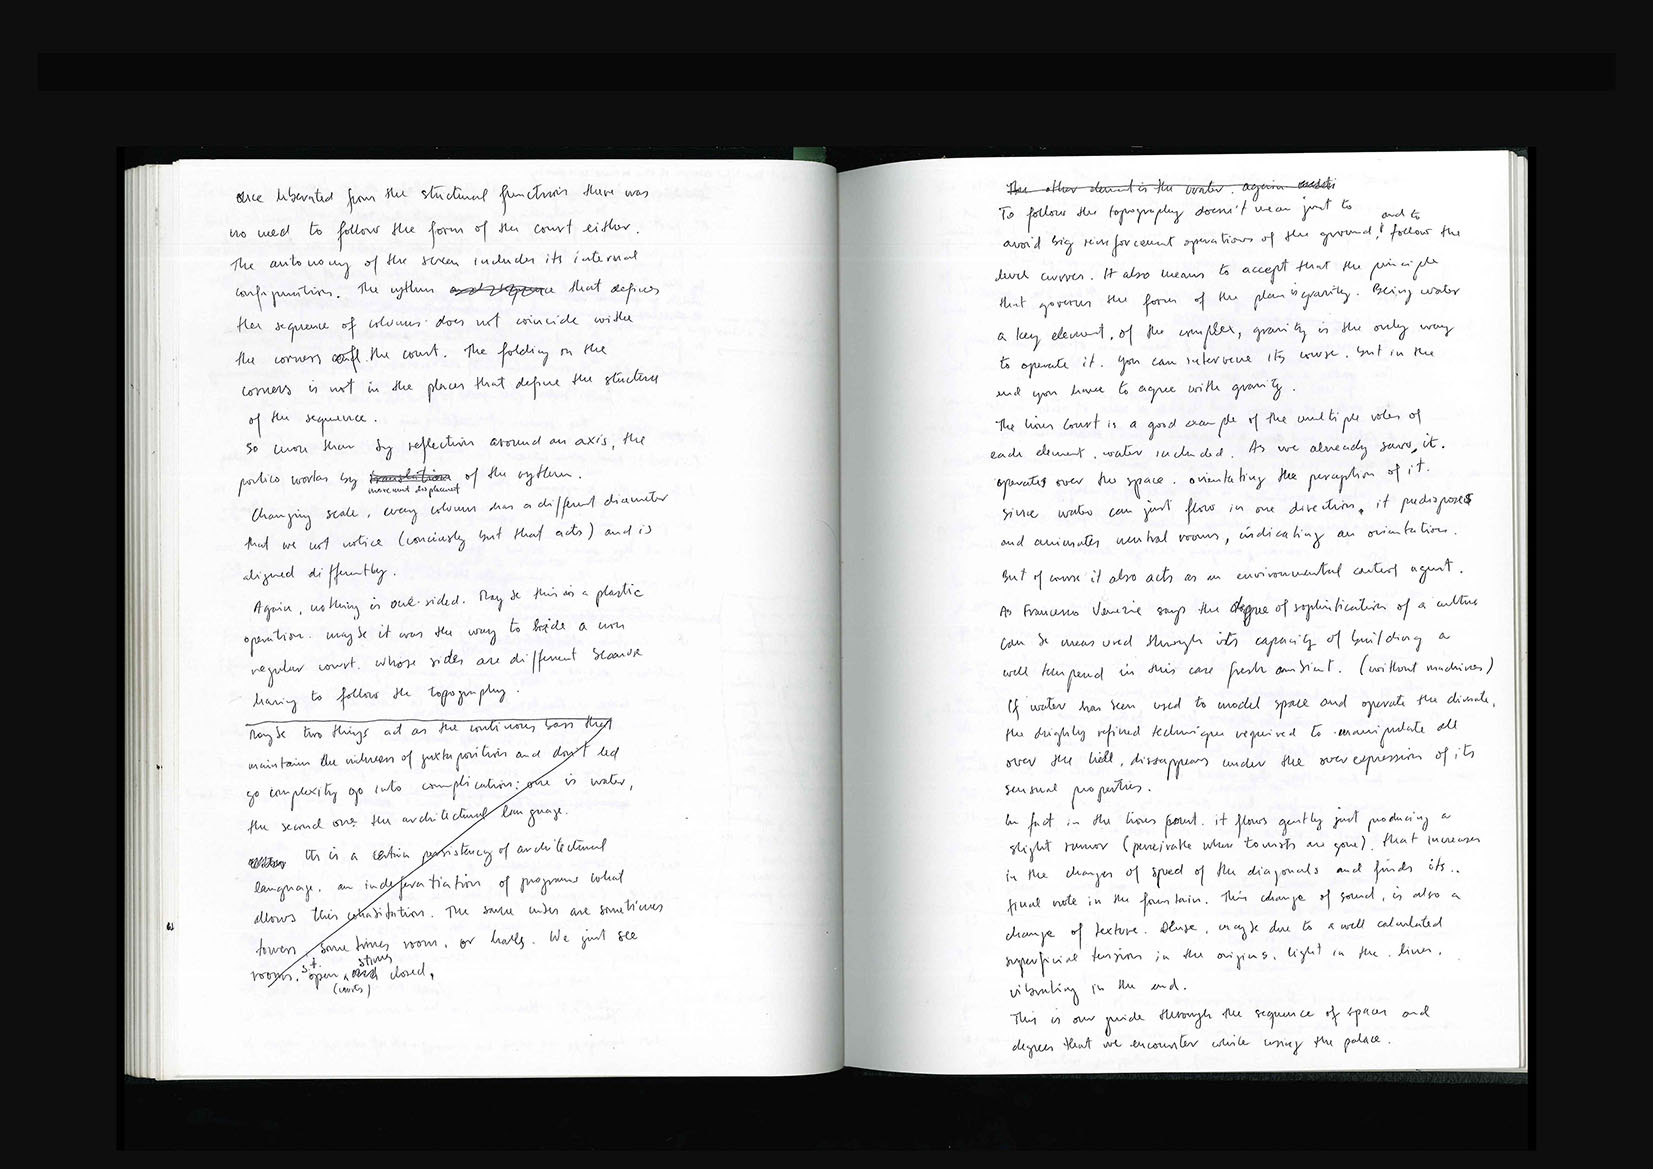 once liberated from the structural functions there was
no need to follow the form of the court either.
The autonomy of the screen includes its internal
configuration. The rythm that defines
the sequence of columns does not coincide withe
the corners of the court. The folding on the
corners is not in the places that define the structure
of the sequence.
So more than by reflection around an axis, the
portico works by translation of the rythm.
movement displacement
Changing scale, every column has a different diameter
that we not notice (conciously but that acts) and is
aligned differently.
Again, nothing is one-sided. Maybe this is a plastic
operation. maybe it was the way to hide a non
regular court. whose sides are different because
having to follow the topography.
Maybe two things act as the continuous bass that
maintain the richness of juxtaposition and don't led
go complexity go into complication: one is water,
the second one the architectural language.
this is a certain persistency of architectural
language, an of programs what
allows this cohabitation. The same under are sometimes
towers, sometimes room, or halls. We just see
rooms. s.t. open, stimes closed,
(courts)
The other element is the water. again
To follow the topography doesn't mean just to
avoid big reinforcement operations of the ground, and to follow the
level curves. It also means to accept that the principle
that governs the form of the plan is gravity. Being water
a key element, of the complex, gravity is the only way
to operate it. you can intervene its course, but in the
end you have to agree with gravity.
The lions court is a good example of the multiple roles of
each element, water included. As we already saw, it.
operates over the space. orientating the perception of it.
Since water can just flow in one direction, it predisposes
and animates neutral rooms, indicating an orientation.
But of course it also acts as an environmental control agent.
As Francesco Venezia says the degree of sophistication of a cultur
can be measured through its capacity of building a
well temperd in this case fresh ambient. (without machines)
If water has been used to model space and operate the climate,
the highly refined technique required to manipulate all
over the hill, dissappears under the overexpression of its
sensual properties.
In fact in the lions court. it flows gently just producing a
slight rumor (perceivable when tourists are gone), that increases
in the changes of speed of the diagonals and finds its..
final note in the fountain. This change of sound, is also a
change of texture. Dense, maybe due to a well calculated
superficial tension in the origins, light in the lines,
vibrating in the end.
This is our guide through the sequence of spaces and
degrees that we encounter while using the palace.